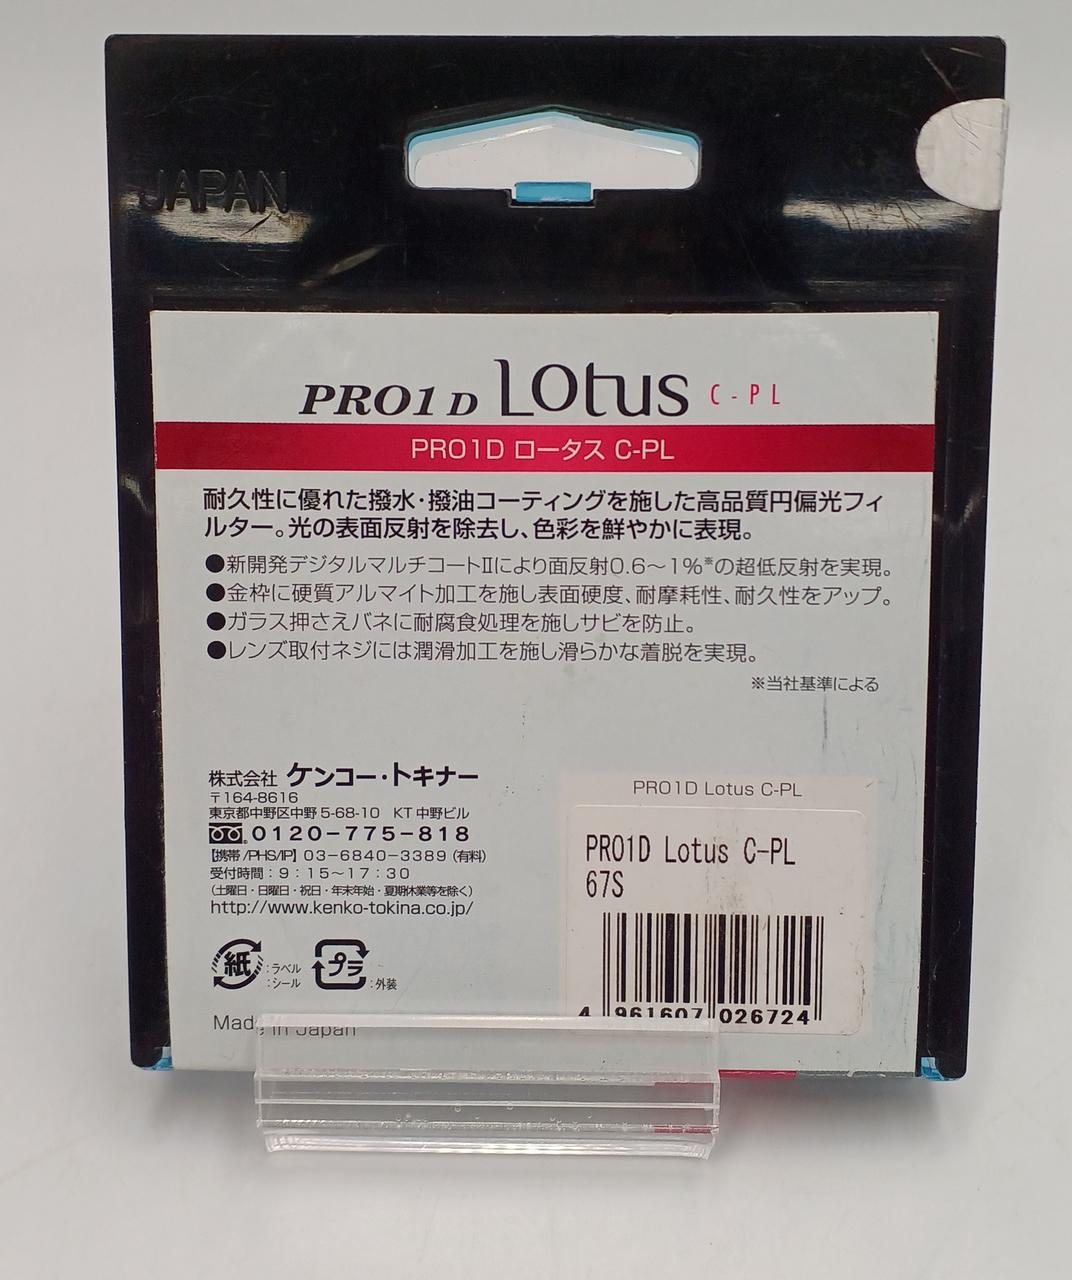 JAPAN
PRO1D Lotus C-PL
PRO1D ロータス C-PL
耐久性に優れた撥水・撥油コーティングを施した高品質円偏光フィ
ルター。光の表面反射を除去し、色彩を鮮やかに表現。
●新開発デジタルマルチコートⅡにより面反射0.6～1%※の超低反射を実現。
●金枠に硬質アルマイト加工を施し表面硬度、耐摩耗性、耐久性をアップ。
●ガラス押さえバネに耐腐食処理を施しサビを防止。
●レンズ取付ネジには潤滑加工を施し滑らかな着脱を実現。
※当社基準による
株式会社 ケンコー・トキナー
〒164-8616
東京都中野区中野 5-68-10 KT 中野ビル
0120-775-818
【携帯/PHS/IP】03-6840-3389(有料)
受付時間：9：15～17：30
(土曜日・日曜日・祝日・年末年始・夏期休業等を除く)
http://www.kenko-tokina.co.jp/
紙 :ラベル
:シール
プラ :外装
Made in Japan
PRO1D Lotus C-PL
PRO1D Lotus C-PL
67S
4 961607 026724